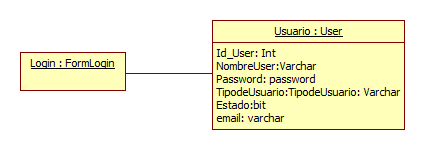 Usuario : User
Login : FormLogin
Id_User: Int
NombreUser:Varchar
Password: password
TipodeUsuario:TipodeUsuario: Varchar
Estado:bit
email: varchar